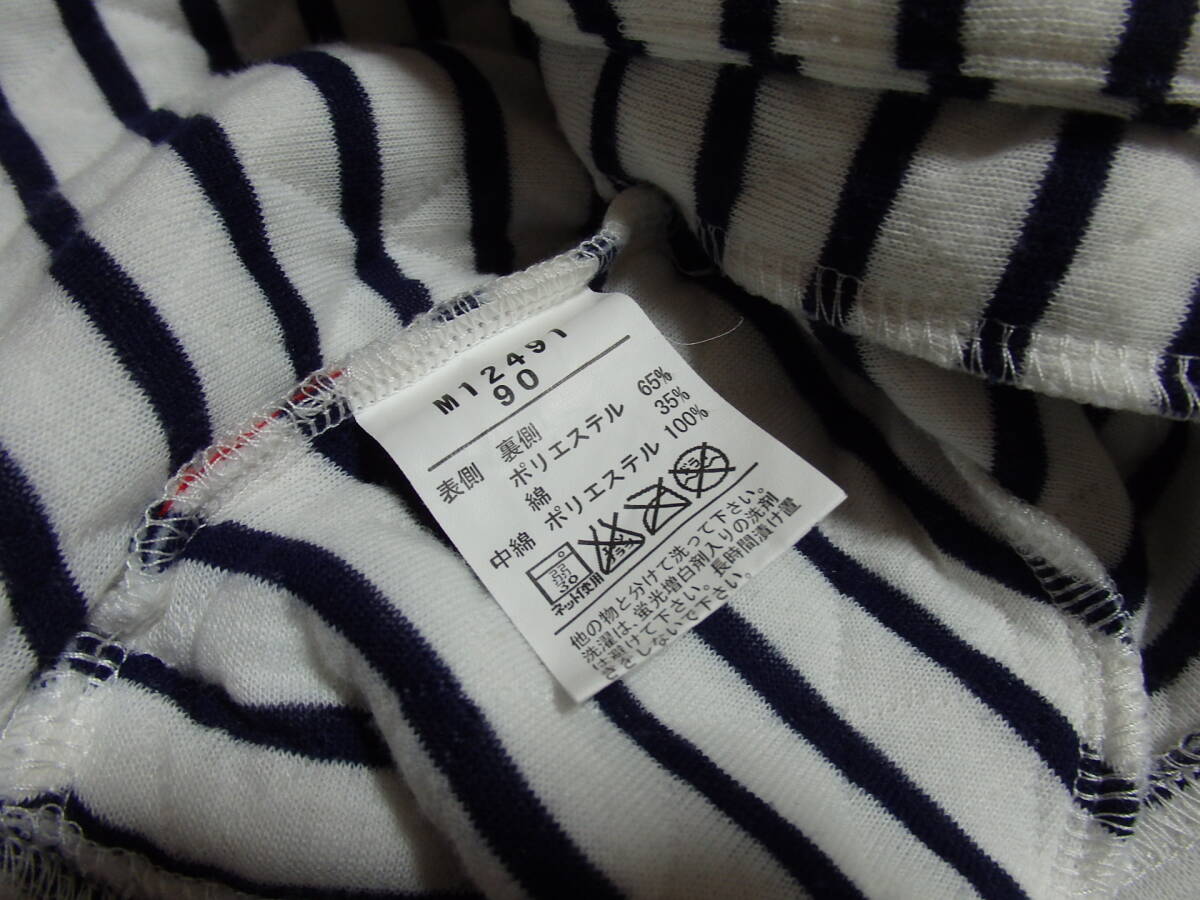 M12491
90
表側 裏側
ポリエステル 65%
綿 35%
中綿 ポリエステル 100%
30
ネット使用
ドライ
他の物と分けて洗って下さい。
洗濯は、蛍光増白剤入りの洗剤
は避けて下さい。長時間漬け置
きをしないで下さい。